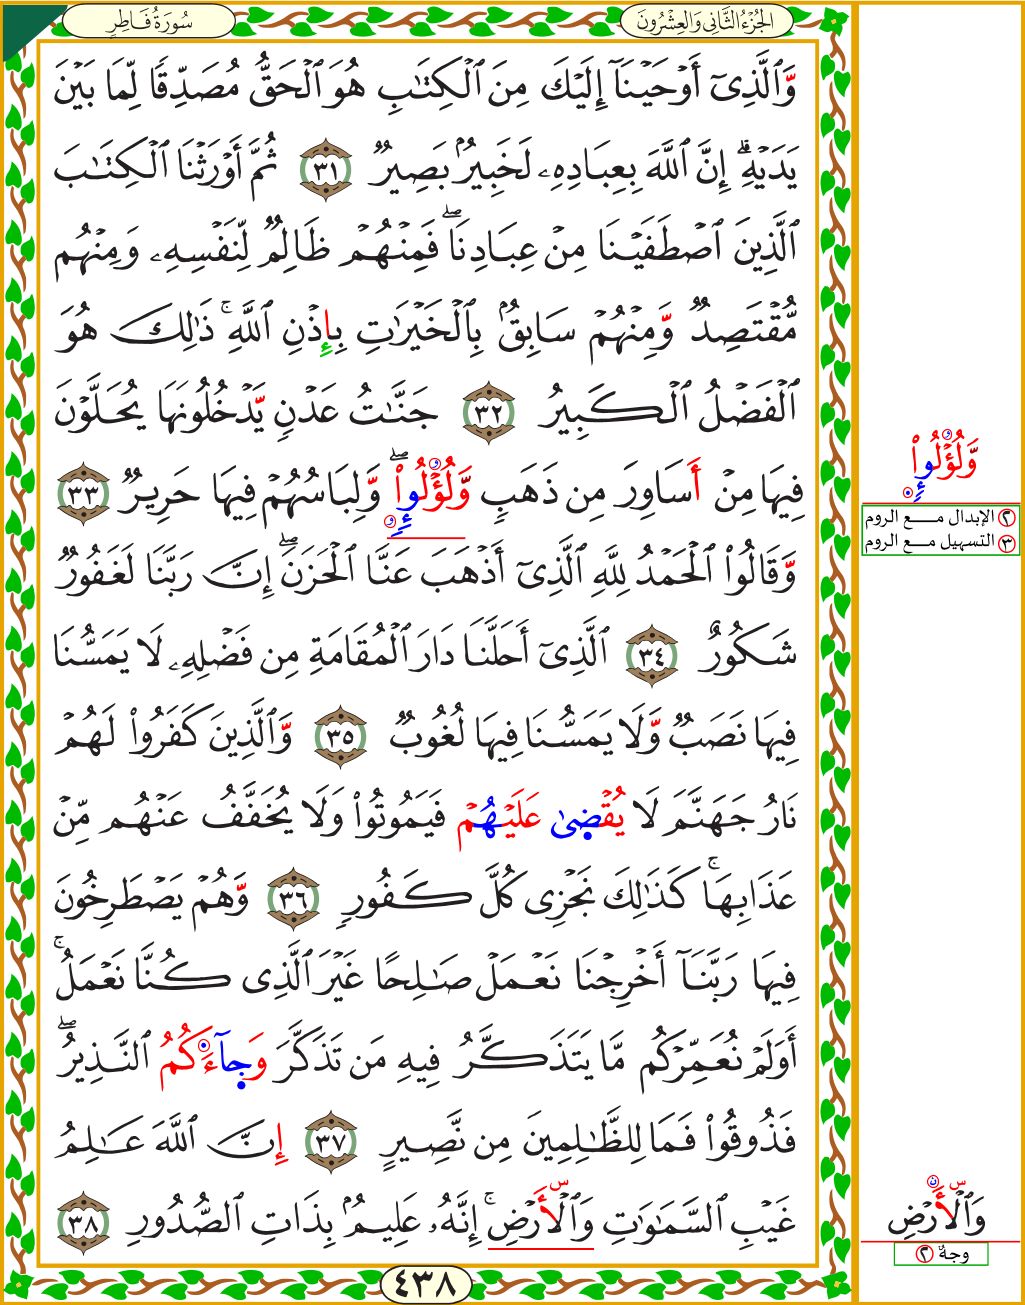 سُورَةُ فَاطِرٍ
الجُزْءُ الثَّانِي وَالعِشْرُونَ
وَّٱلَّذِىٓ أَوۡحَيۡنَآ إِلَيۡكَ مِنَ ٱلۡكِتَٰبِ هُوَ ٱلۡحَقُّ مُصَدِّقًا لِّمَا بَيۡنَ
يَدَيۡهِۗ إِنَّ ٱللَّهَ بِعِبَادِهِۦ لَخَبِيرُۢ بَصِيرٞ ٣١ ثُمَّ أَوۡرَثۡنَا ٱلۡكِتَٰبَ
ٱلَّذِينَ ٱصۡطَفَيۡنَا مِنۡ عِبَادِنَاۖ فَمِنۡهُمۡ ظَالِمٞ لِّنَفۡسِهِۦ وَمِنۡهُم
مُّقۡتَصِدٞ وَّمِنۡهُمۡ سَابِقُۢ بِٱلۡخَيۡرَٰتِ بِإِذۡنِ ٱللَّهِۚ ذَٰلِكَ هُوَ
ٱلۡفَضۡلُ ٱلۡكَبِيرُ ٣٢ جَنَّٰتُ عَدۡنٖ يَّدۡخُلُونَهَا يُحَلَّوۡنَ
فِيهَا مِنۡ أَسَاوِرَ مِن ذَهَبٖ وَّلُؤۡلُوِٕاْۖ وَّلِبَاسُهُمۡ فِيهَا حَرِيرٞ ٣٣
وَّقَالُواْ ٱلۡحَمۡدُ لِلَّهِ ٱلَّذِىٓ أَذۡهَبَ عَنَّا ٱلۡحَزَنَۖ إِنَّ رَبَّنَا لَغَفُورٞ
شَكُورٌ ٣٤ ٱلَّذِىٓ أَحَلَّنَا دَارَ ٱلۡمُقَامَةِ مِن فَضۡلِهِۦ لَا يَمَسُّنَا
فِيهَا نَصَبٞ وَّلَا يَمَسُّنَا فِيهَا لُغُوبٞ ٣٥ وَّٱلَّذِينَ كَفَرُواْ لَهُمۡ
نَارُ جَهَنَّمَ لَا يُقۡضَىٰ عَلَيۡهُمۡ فَيَمُوتُواْ وَلَا يُخَفَّفُ عَنۡهُم مِّنۡ
عَذَابِهَاۚ كَذَٰلِكَ نَجۡزِى كُلَّ كَفُورٖ ٣٦ وَّهُمۡ يَصۡطَرِخُونَ
فِيهَا رَبَّنَآ أَخۡرِجۡنَا نَعۡمَلۡ صَٰلِحًا غَيۡرَ ٱلَّذِى كُنَّا نَعۡمَلُۚ
أَوَلَمۡ نُعَمِّرۡكُم مَّا يَتَذَكَّرُ فِيهِ مَن تَذَكَّرَ وَجَآءَكُمُ ٱلنَّذِيرُۖ
فَذُوقُواْ فَمَا لِلظَّٰلِمِينَ مِن نَّصِيرٍ ٣٧ إِنَّ ٱللَّهَ عَٰلِمُ
غَيۡبِ ٱلسَّمَٰوَٰتِ وَٱلۡأَرۡضِۚ إِنَّهُۥ عَلِيمُۢ بِذَاتِ ٱلصُّدُورِ ٣٨
٤٣٨
وَّلُؤۡلُوِٕاْ
٢ الإبدال مع الروم
٣ التسهيل مع الروم
وَٱلۡأَرۡضِ
وجهٌ ٢